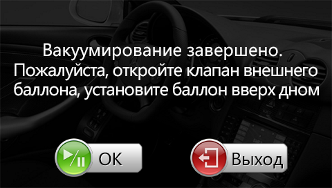 Вакуумирование завершено.
Пожалуйста, откройте клапан внешнего
баллона, установите баллон вверх дном
OK
Выход